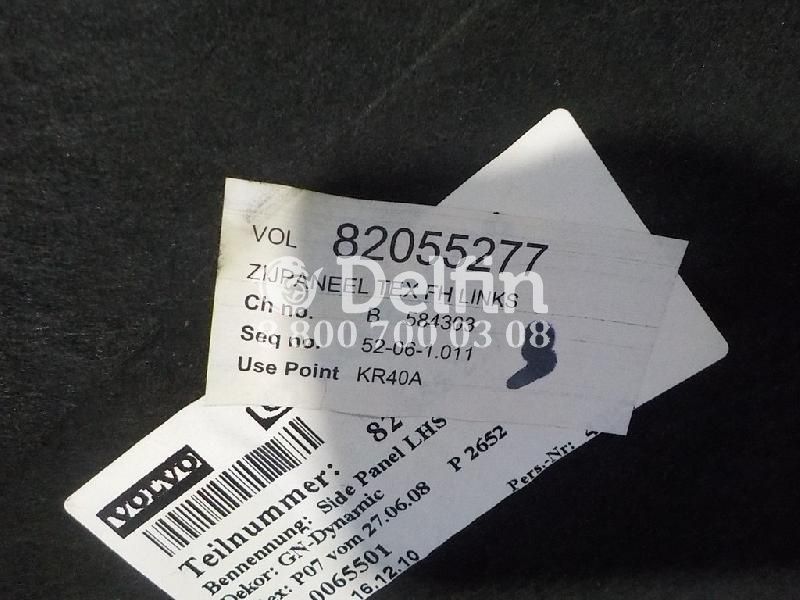 VOL 82055277
ZIJPANEEL TEX FH LINKS
Ch no. B 584303
Seq no. 52-06-1.011
Use Point KR40A
9
Delfin
8 800 700 03 08
VOLVO
Teilnummer: 82
Bennennung: Side Panel LHS
Dekor: GN-Dynamic P 2652
P07 vom 27.06.08
0065501
16.12.10
Pers.-Nr: